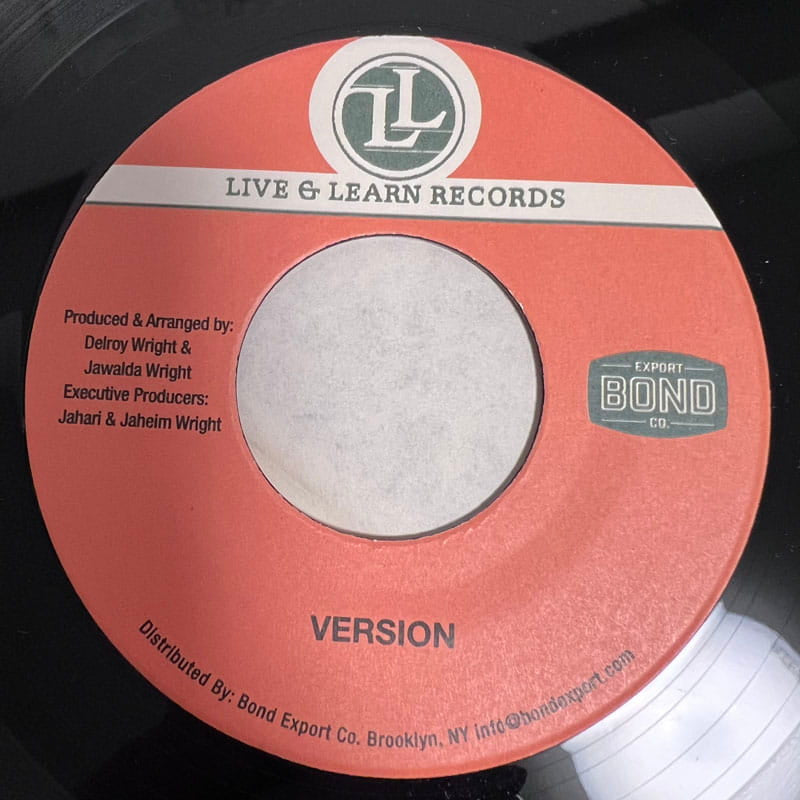 LL
LIVE & LEARN RECORDS
Produced & Arranged by:
Delroy Wright &
Jawalda Wright
Executive Producers:
Jahari & Jaheim Wright
EXPORT
BOND
CO.
VERSION
Distributed By: Bond Export Co. Brooklyn, NY info@bondexport.com